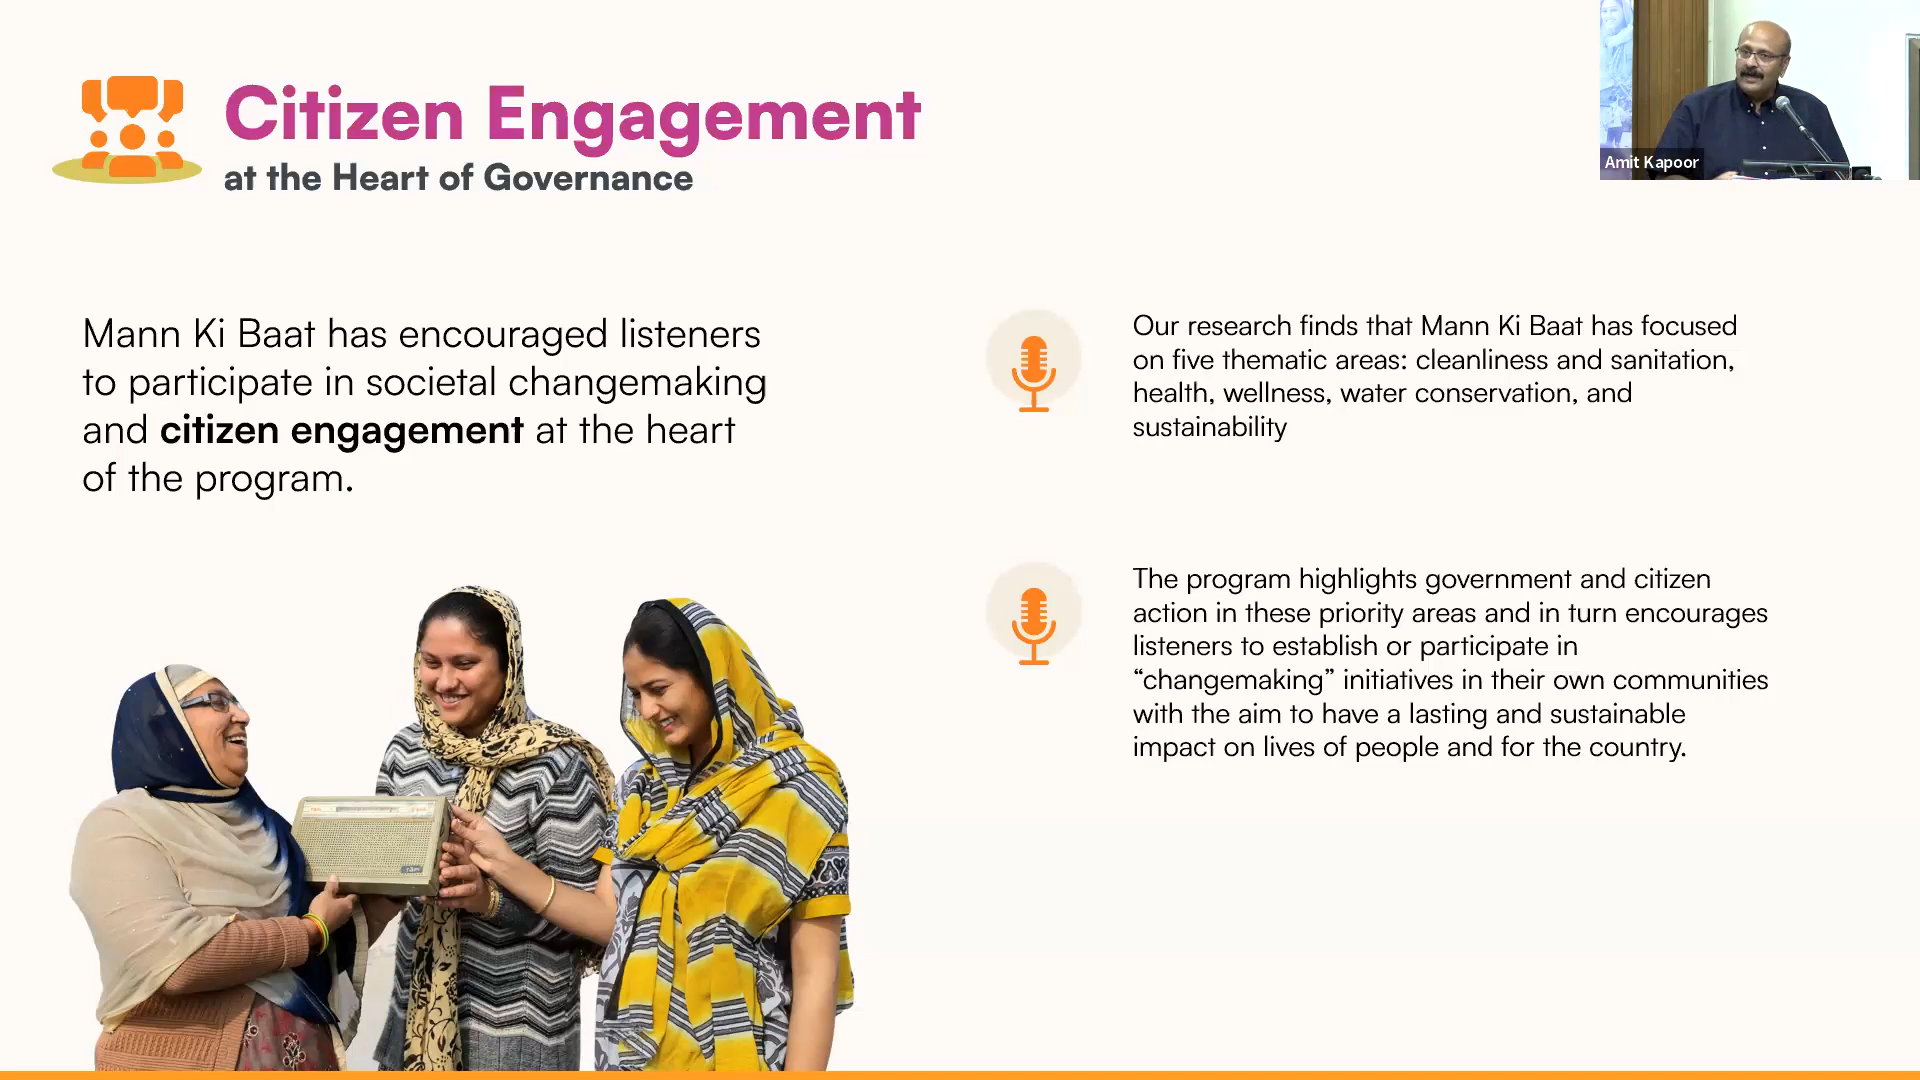 Citizen Engagement
at the Heart of Governance
Amit Kapoor
Mann Ki Baat has encouraged listeners
to participate in societal changemaking
and citizen engagement at the heart
of the program.
Our research finds that Mann Ki Baat has focused
on five thematic areas: cleanliness and sanitation,
health, wellness, water conservation, and
sustainability
The program highlights government and citizen
action in these priority areas and in turn encourages
listeners to establish or participate in
“changemaking” initiatives in their own communities
with the aim to have a lasting and sustainable
impact on lives of people and for the country.